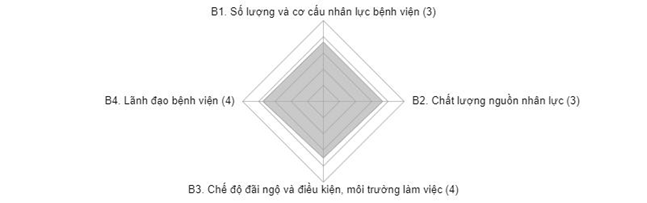 B1. Số lượng và cơ cấu nhân lực bệnh viện (3)
B4. Lãnh đạo bệnh viện (4)
B2. Chất lượng nguồn nhân lực (3)
B3. Chế độ đãi ngộ và điều kiện, môi trường làm việc (4)